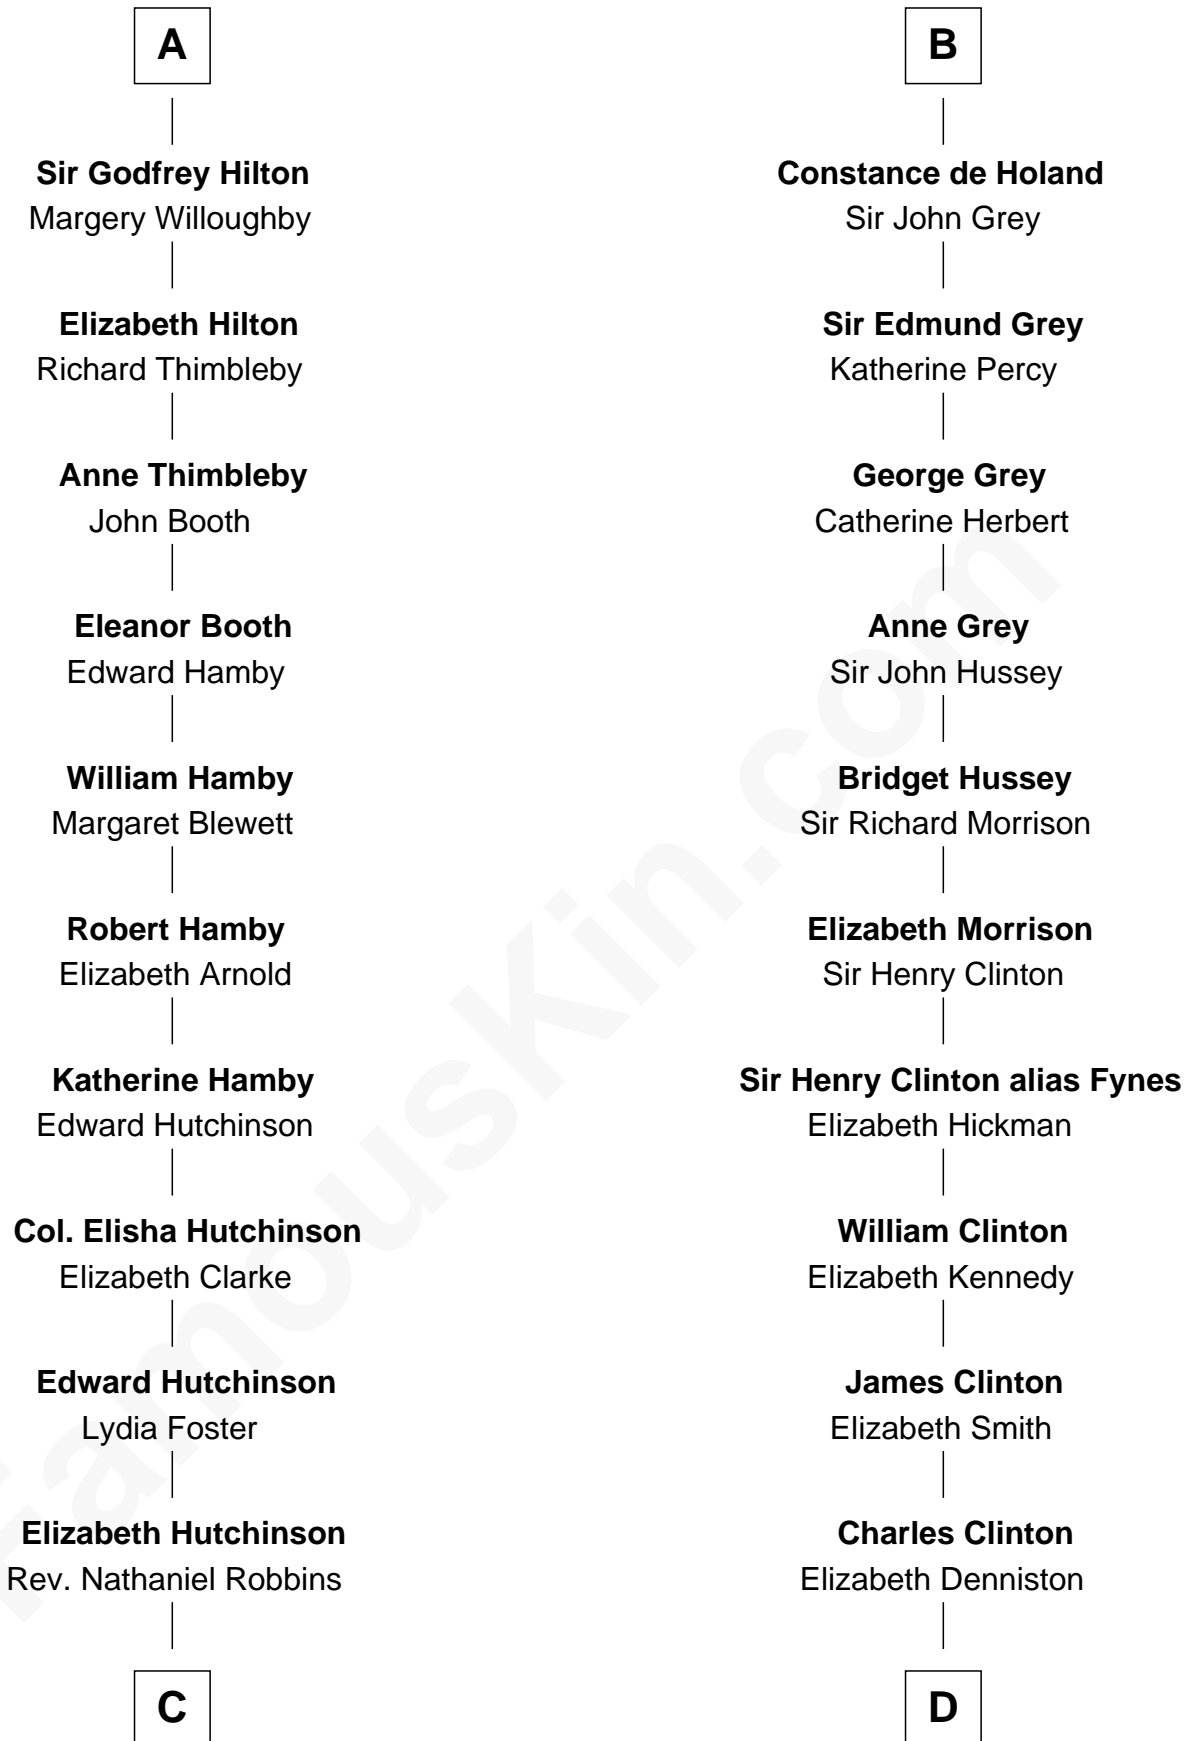 A
Sir Godfrey Hilton
Margery Willoughby
Elizabeth Hilton
Richard Thimbleby
Anne Thimbleby
John Booth
Eleanor Booth
Edward Hamby
William Hamby
Margaret Blewett
Robert Hamby
Elizabeth Arnold
Katherine Hamby
Edward Hutchinson
Col. Elisha Hutchinson
Elizabeth Clarke
Edward Hutchinson
Lydia Foster
Elizabeth Hutchinson
Rev. Nathaniel Robbins
C
B
Constance de Holand
Sir John Grey
Sir Edmund Grey
Katherine Percy
George Grey
Catherine Herbert
Anne Grey
Sir John Hussey
Bridget Hussey
Sir Richard Morrison
Elizabeth Morrison
Sir Henry Clinton
Sir Henry Clinton alias Fynes
Elizabeth Hickman
William Clinton
Elizabeth Kennedy
James Clinton
Elizabeth Smith
Charles Clinton
Elizabeth Denniston
D
FamousKin.com